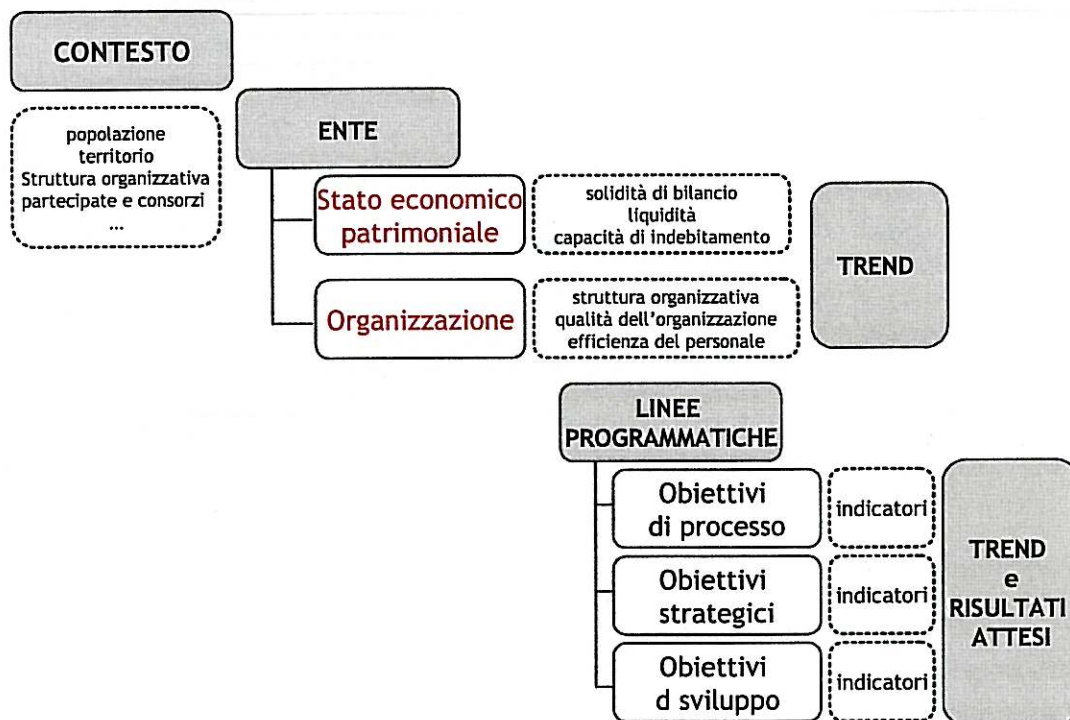 CONTESTO
popolazione
territorio
Struttura organizzativa
partecipate e consorzi
...
ENTE
Stato economico
patrimoniale
solidità di bilancio
liquidità
capacità di indebitamento
Organizzazione
struttura organizzativa
qualità dell'organizzazione
efficienza del personale
TREND
LINEE
PROGRAMMATICHE
Obiettivi
di processo
indicatori
Obiettivi
strategici
indicatori
Obiettivi
d sviluppo
indicatori
TREND
e
RISULTATI
ATTESI